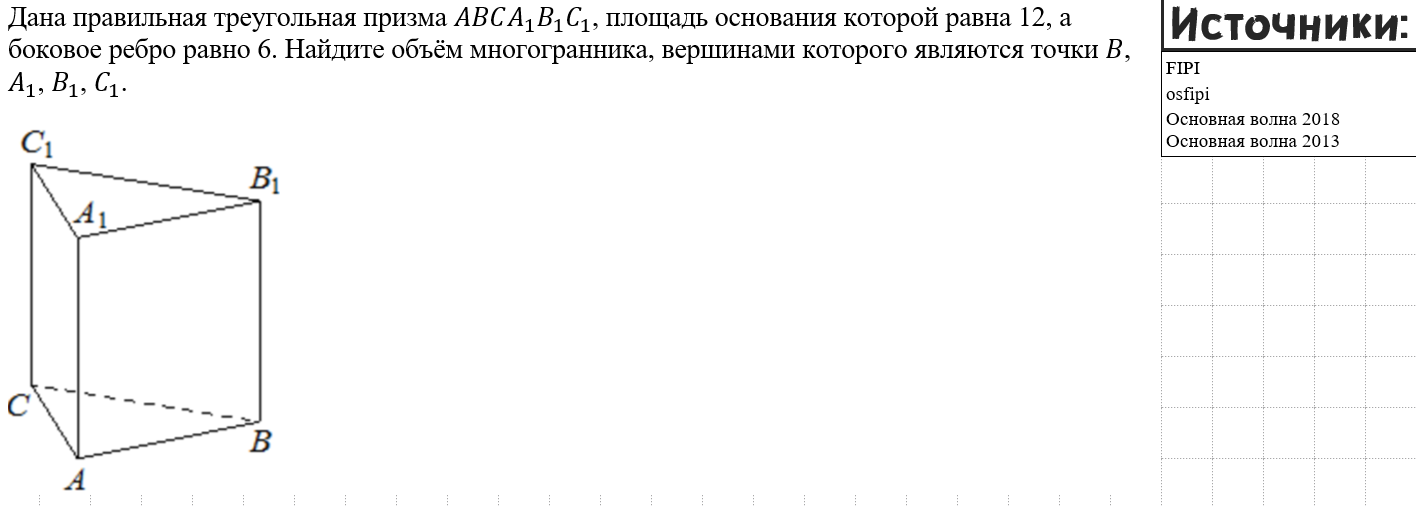 Дана правильная треугольная призма ABCA₁B₁C₁, площадь основания которой равна 12, а
боковое ребро равно 6. Найдите объём многогранника, вершинами которого являются точки B,
A₁, B₁, C₁.
Источники:
FIPI
osfipi
Основная волна 2018
Основная волна 2013
C₁
B₁
A₁
C
B
A